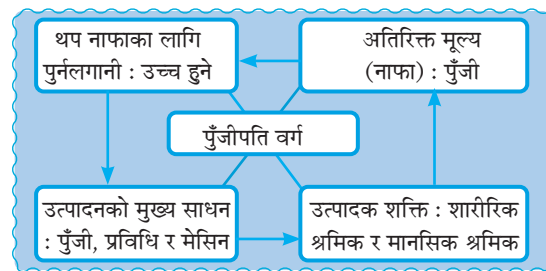 थप नाफाका लागि
पुर्नलगानी : उच्च हुने
अतिरिक्त मूल्य
(नाफा) : पुँजी
पुँजीपति वर्ग
उत्पादनको मुख्य साधन
: पुँजी, प्रविधि र मेसिन
उत्पादक शक्ति : शारीरिक
श्रमिक र मानसिक श्रमिक